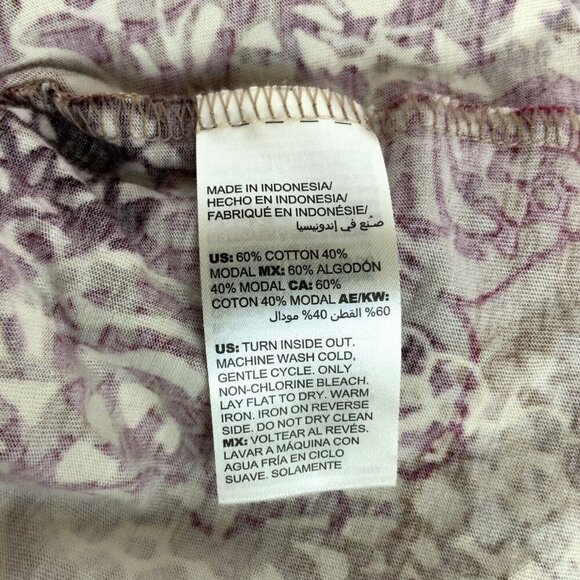 MADE IN INDONESIA/
HECHO EN INDONESIA/
FABRIQUÉ EN INDONÉSIE/
صنع في إندونيسيا
US: 60% COTTON 40%
MODAL MX: 60% ALGODÓN
40% MODAL CA: 60%
COTON 40% MODAL AE/KW:
60% القطن 40% مودال
US: TURN INSIDE OUT.
MACHINE WASH COLD,
GENTLE CYCLE. ONLY
NON-CHLORINE BLEACH.
LAY FLAT TO DRY. WARM
IRON. IRON ON REVERSE
SIDE. DO NOT DRY CLEAN
MX: VOLTEAR AL REVÉS.
LAVAR A MÁQUINA CON
AGUA FRÍA EN CICLO
SUAVE. SOLAMENTE